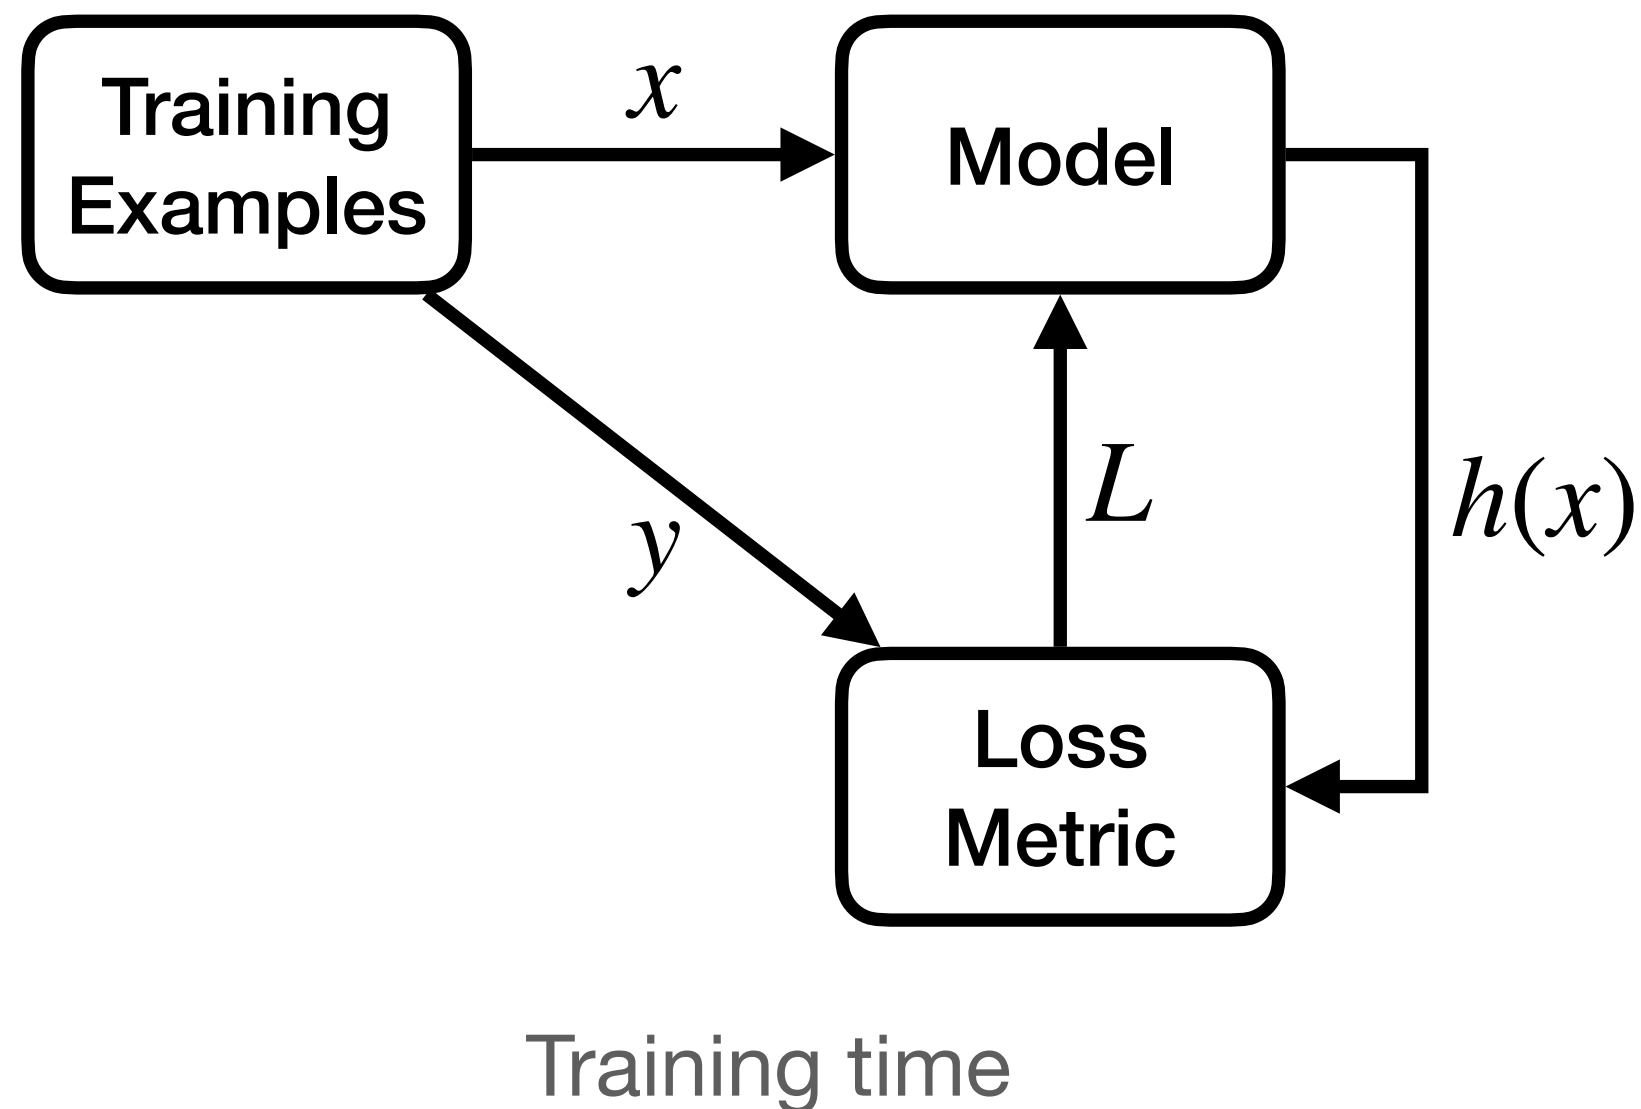 Training
Examples
x
Model
y
L
h(x)
Loss
Metric
Training time